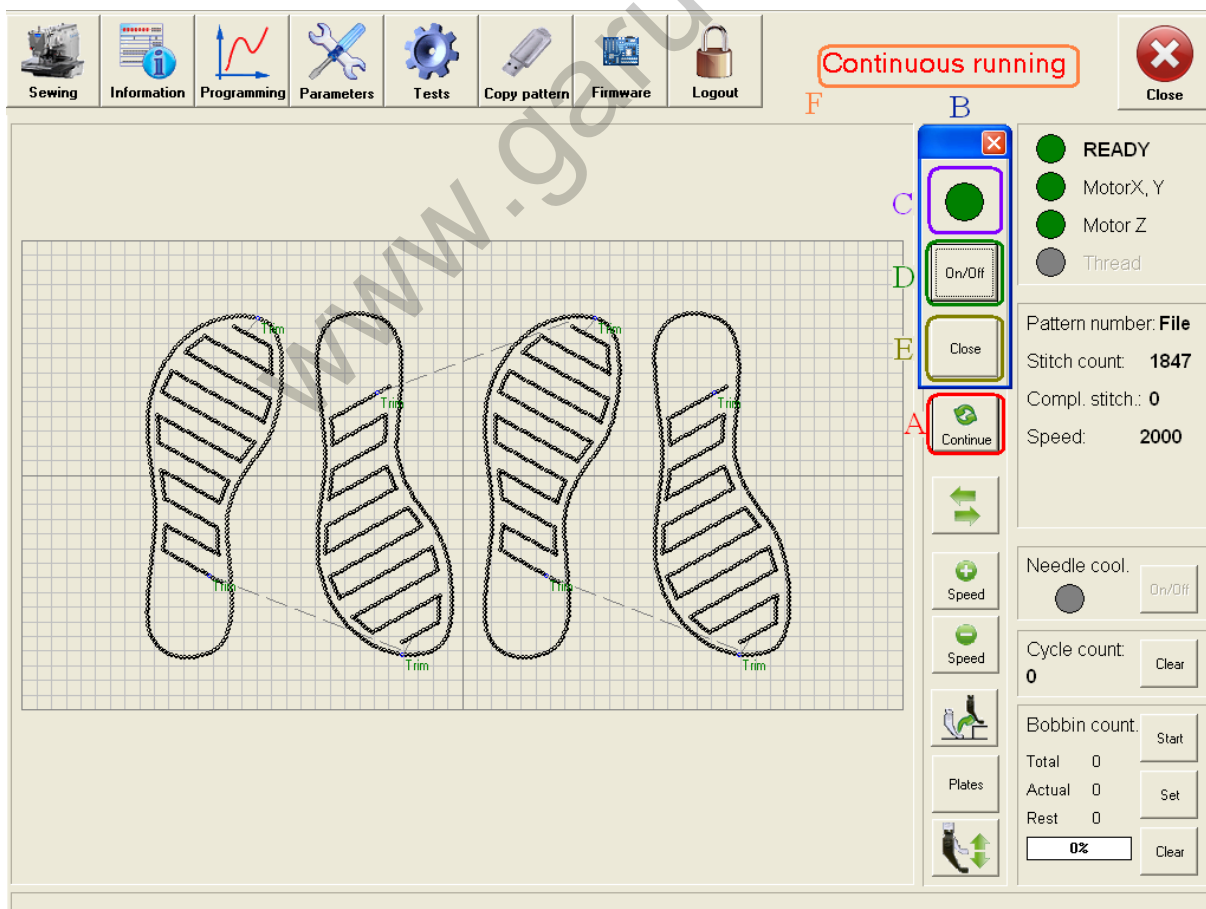 Sewing
Information
Programming
Parameters
Tests
Copy pattern
Firmware
Logout
Continuous running
Close
F
B
www.garu
C
D
On/Off
E
Close
A
Continue
Speed
Speed
Plates
READY
MotorX, Y
Motor Z
Thread
Pattern number: File
Stitch count: 1847
Compl. stitch.: 0
Speed: 2000
Needle cool.
On/Off
Cycle count:
0
Clear
Bobbin count.
Start
Total 0
Actual 0
Set
Rest 0
0%
Clear
Trim
Trim
Trim
Trim
Trim
Trim
Trim
Trim